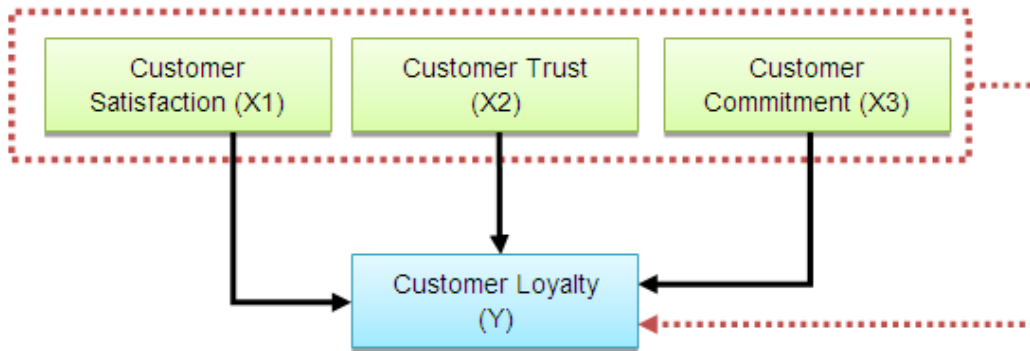 Customer
Satisfaction (X1)
Customer Trust
(X2)
Customer
Commitment (X3)
Customer Loyalty
(Y)